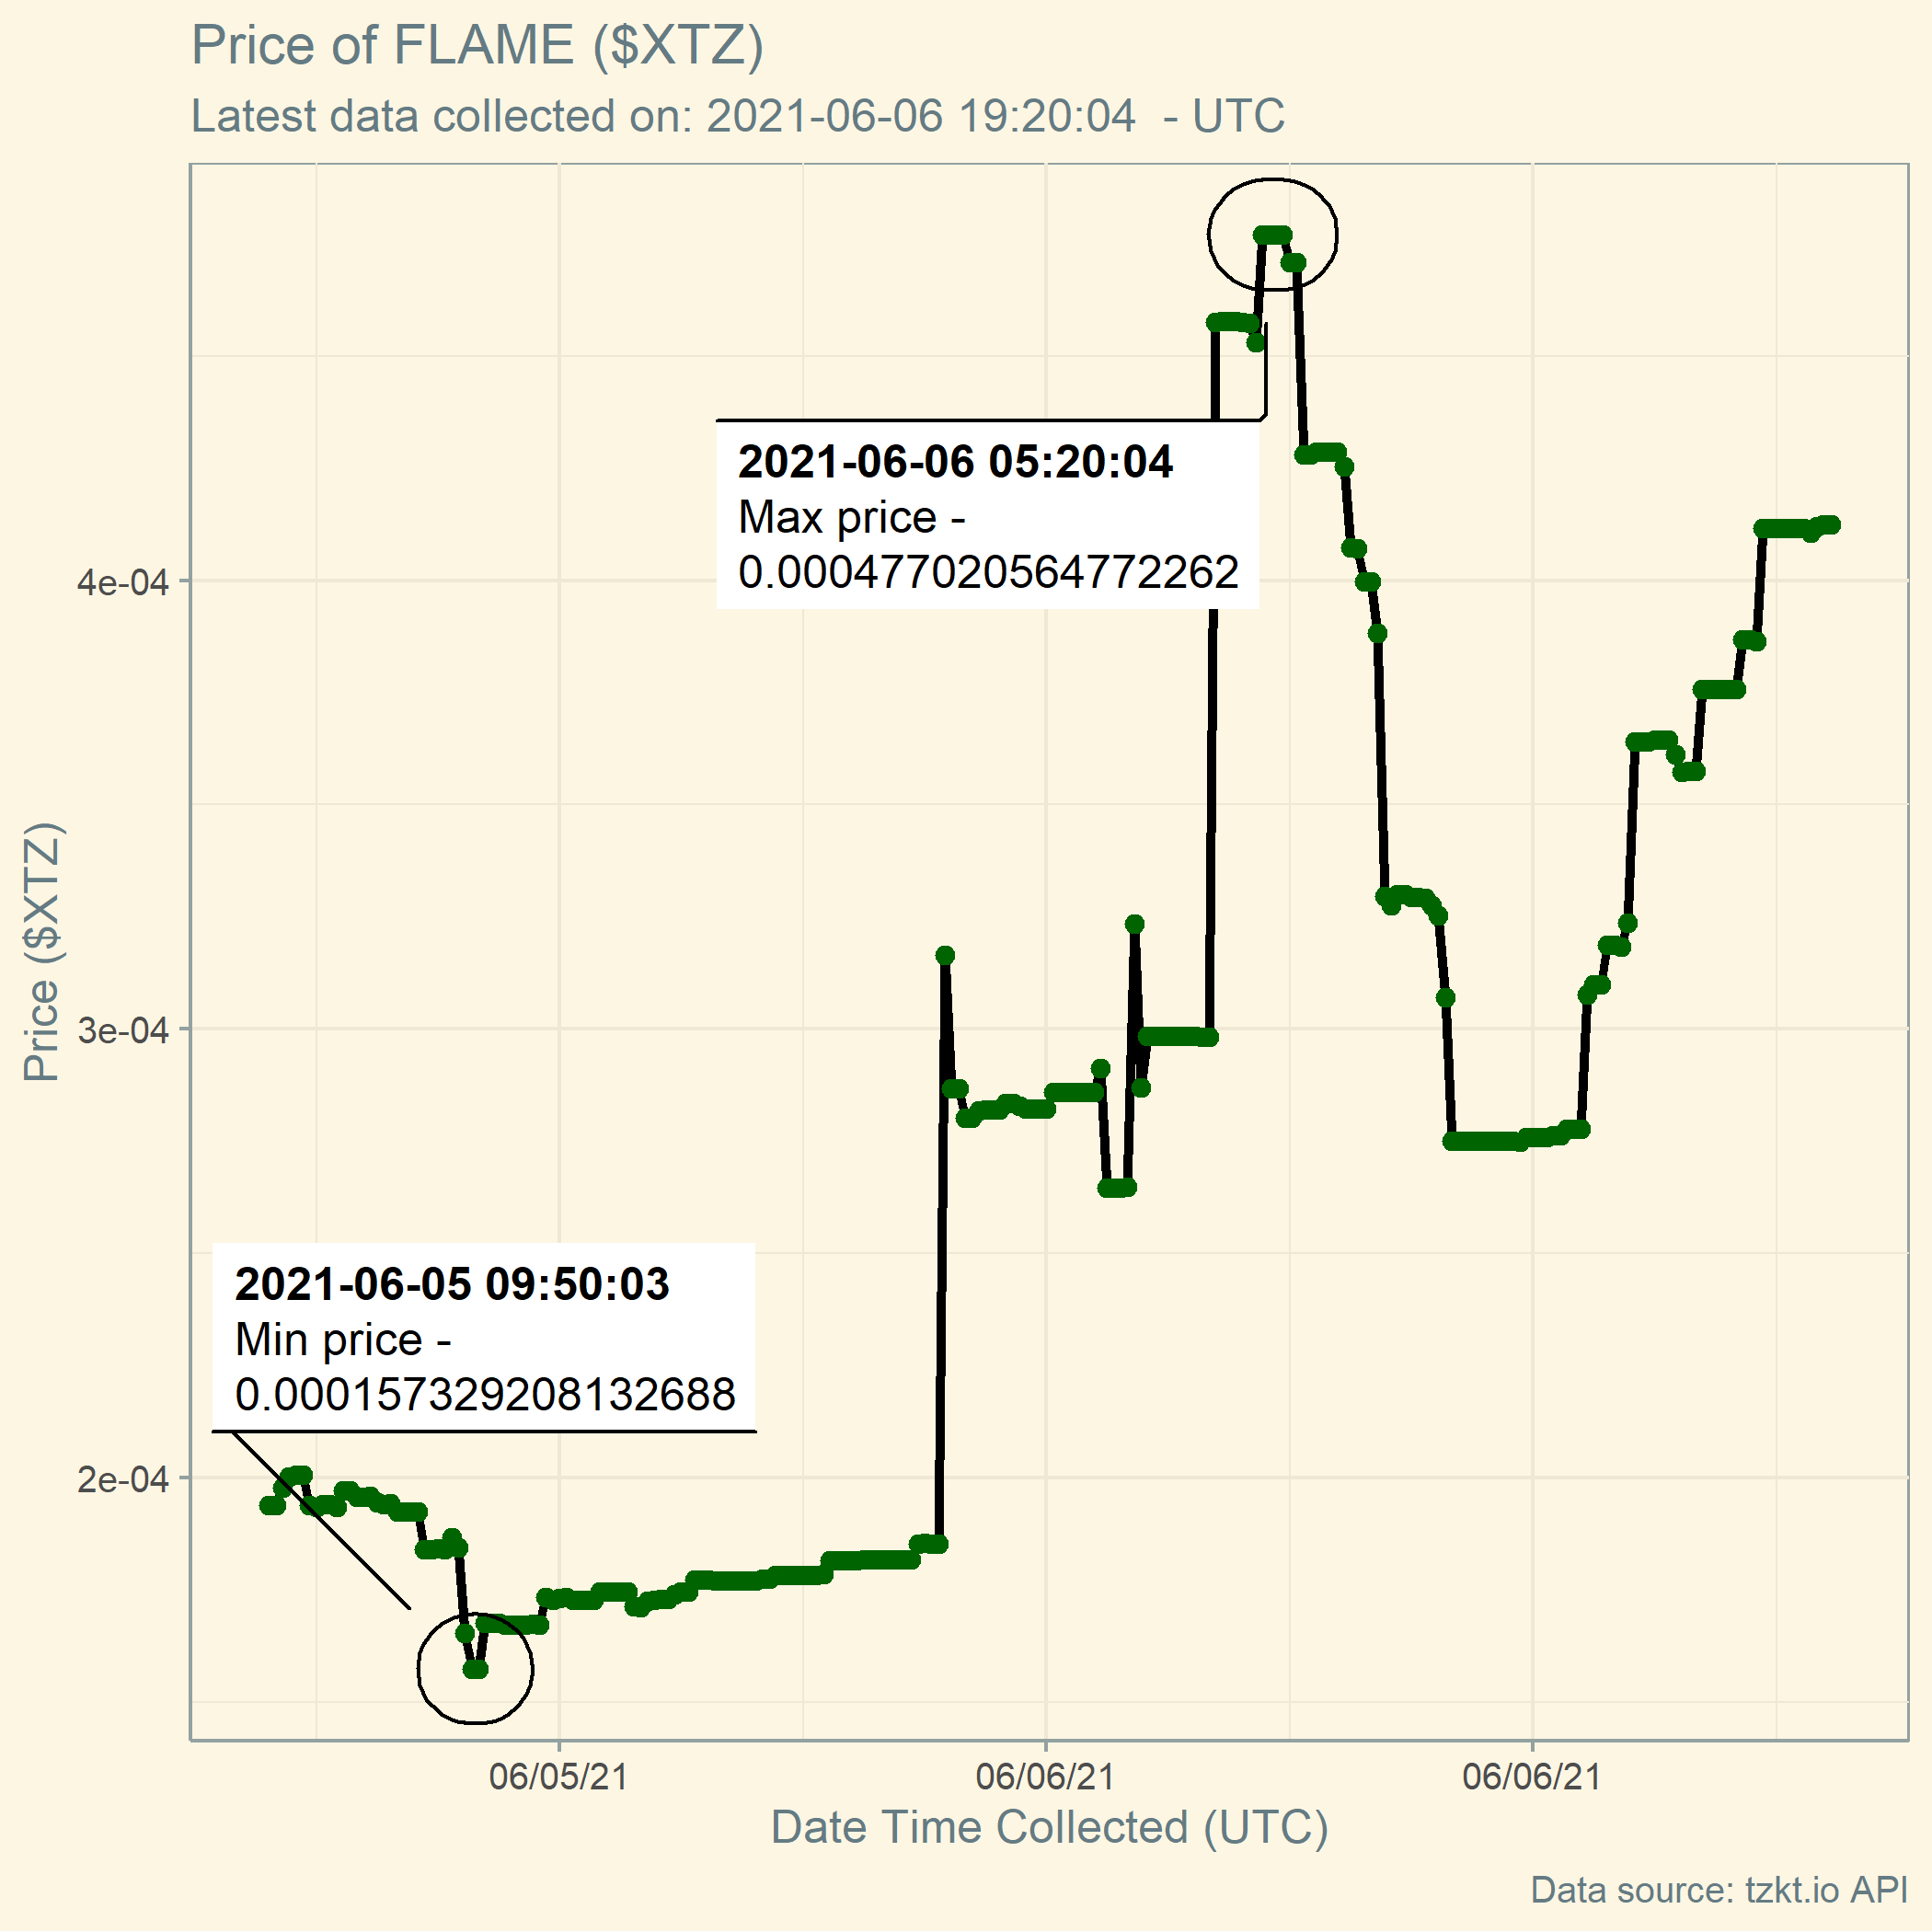 Price of FLAME ($XTZ)
Latest data collected on: 2021-06-06 19:20:04  - UTC
2021-06-06 05:20:04
Max price -
0.000477020564772262
4e-04
Price ($XTZ)
3e-04
2021-06-05 09:50:03
Min price -
0.000157329208132688
2e-04
06/05/21
06/06/21
06/06/21
Date Time Collected (UTC)
Data source: tzkt.io API